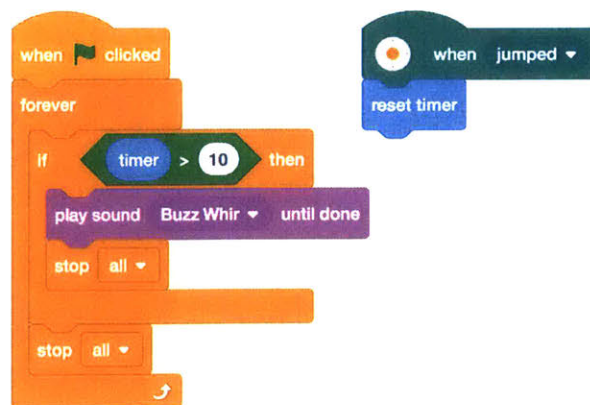 when clicked
forever
if timer > 10 then
play sound Buzz Whir until done
stop all
stop all
when jumped
reset timer